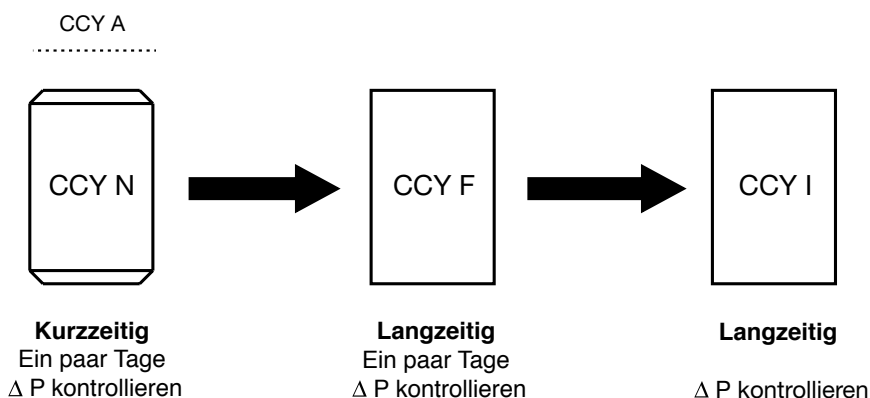 CCY A
CCY N
CCY F
CCY I
Kurzzeitig
Ein paar Tage
Δ P kontrollieren
Langzeitig
Ein paar Tage
Δ P kontrollieren
Langzeitig
Δ P kontrollieren